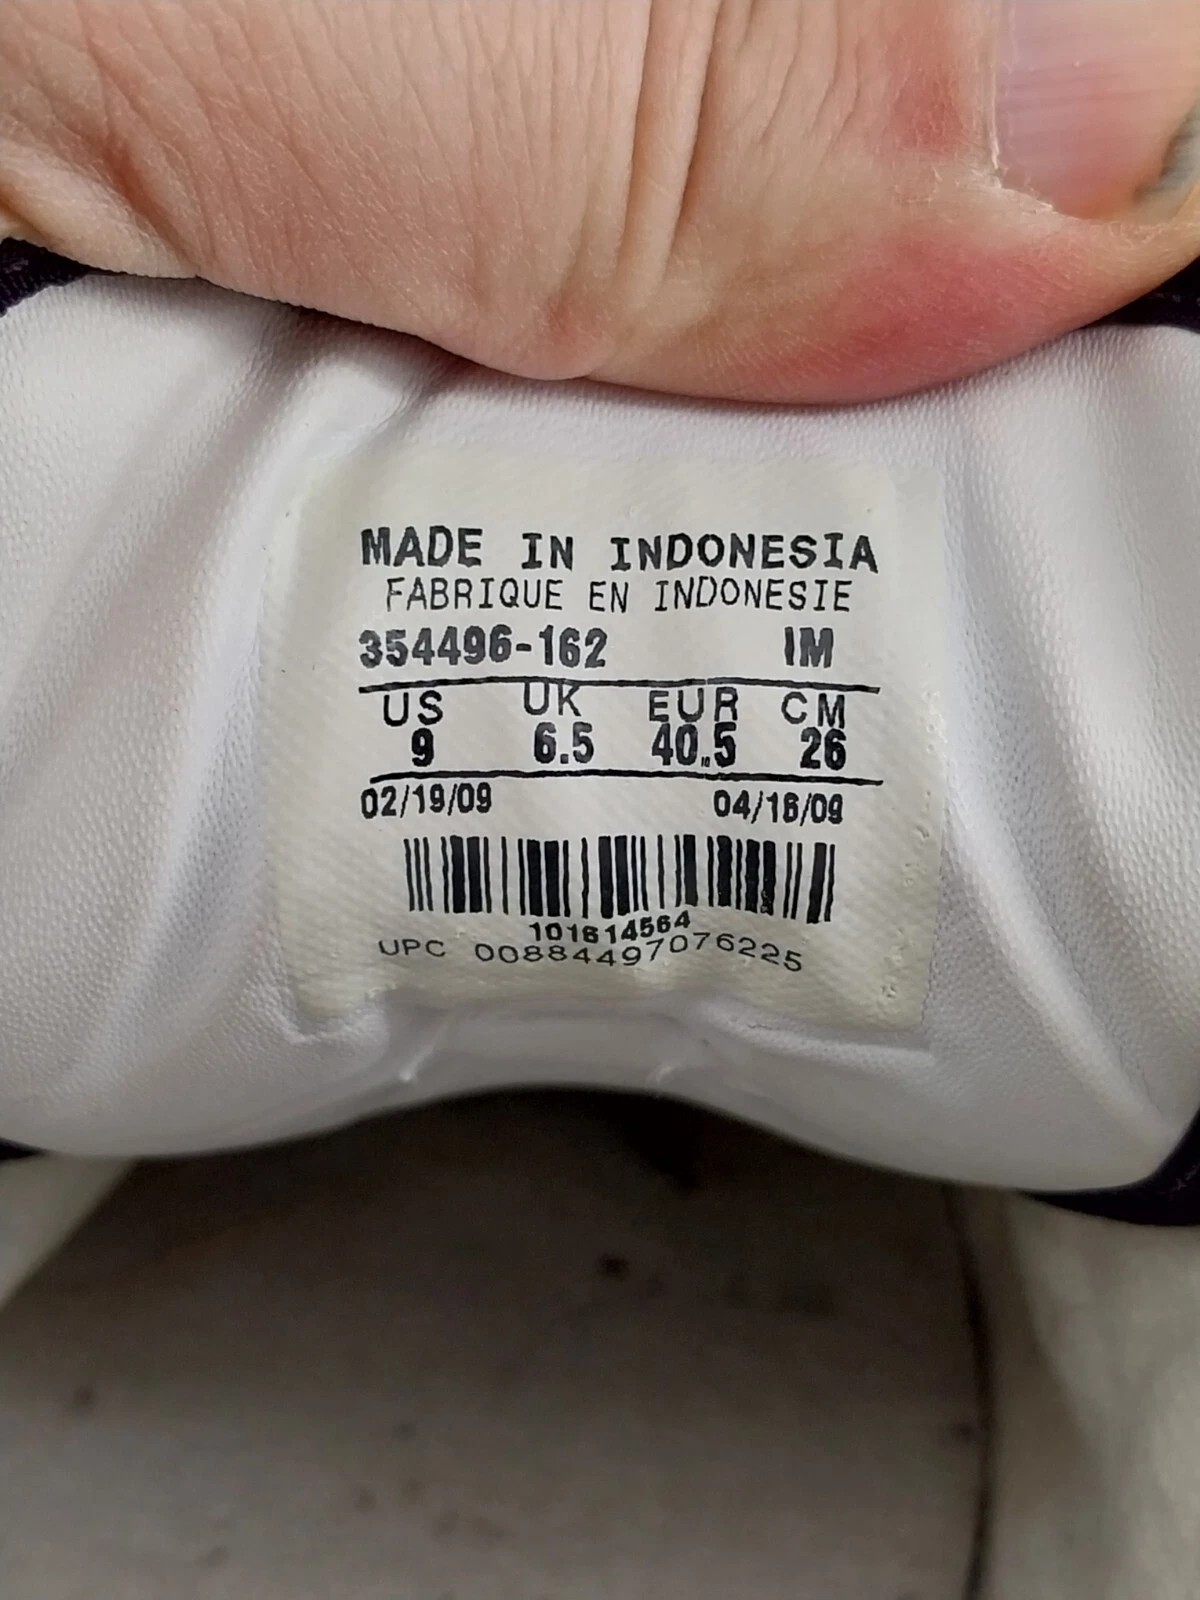 MADE IN INDONESIA
FABRIQUE EN INDONESIE
354496-162 IM
US UK EUR CM
9 6.5 40.5 26
02/19/09 04/16/09
101614564
UPC 00884497076225